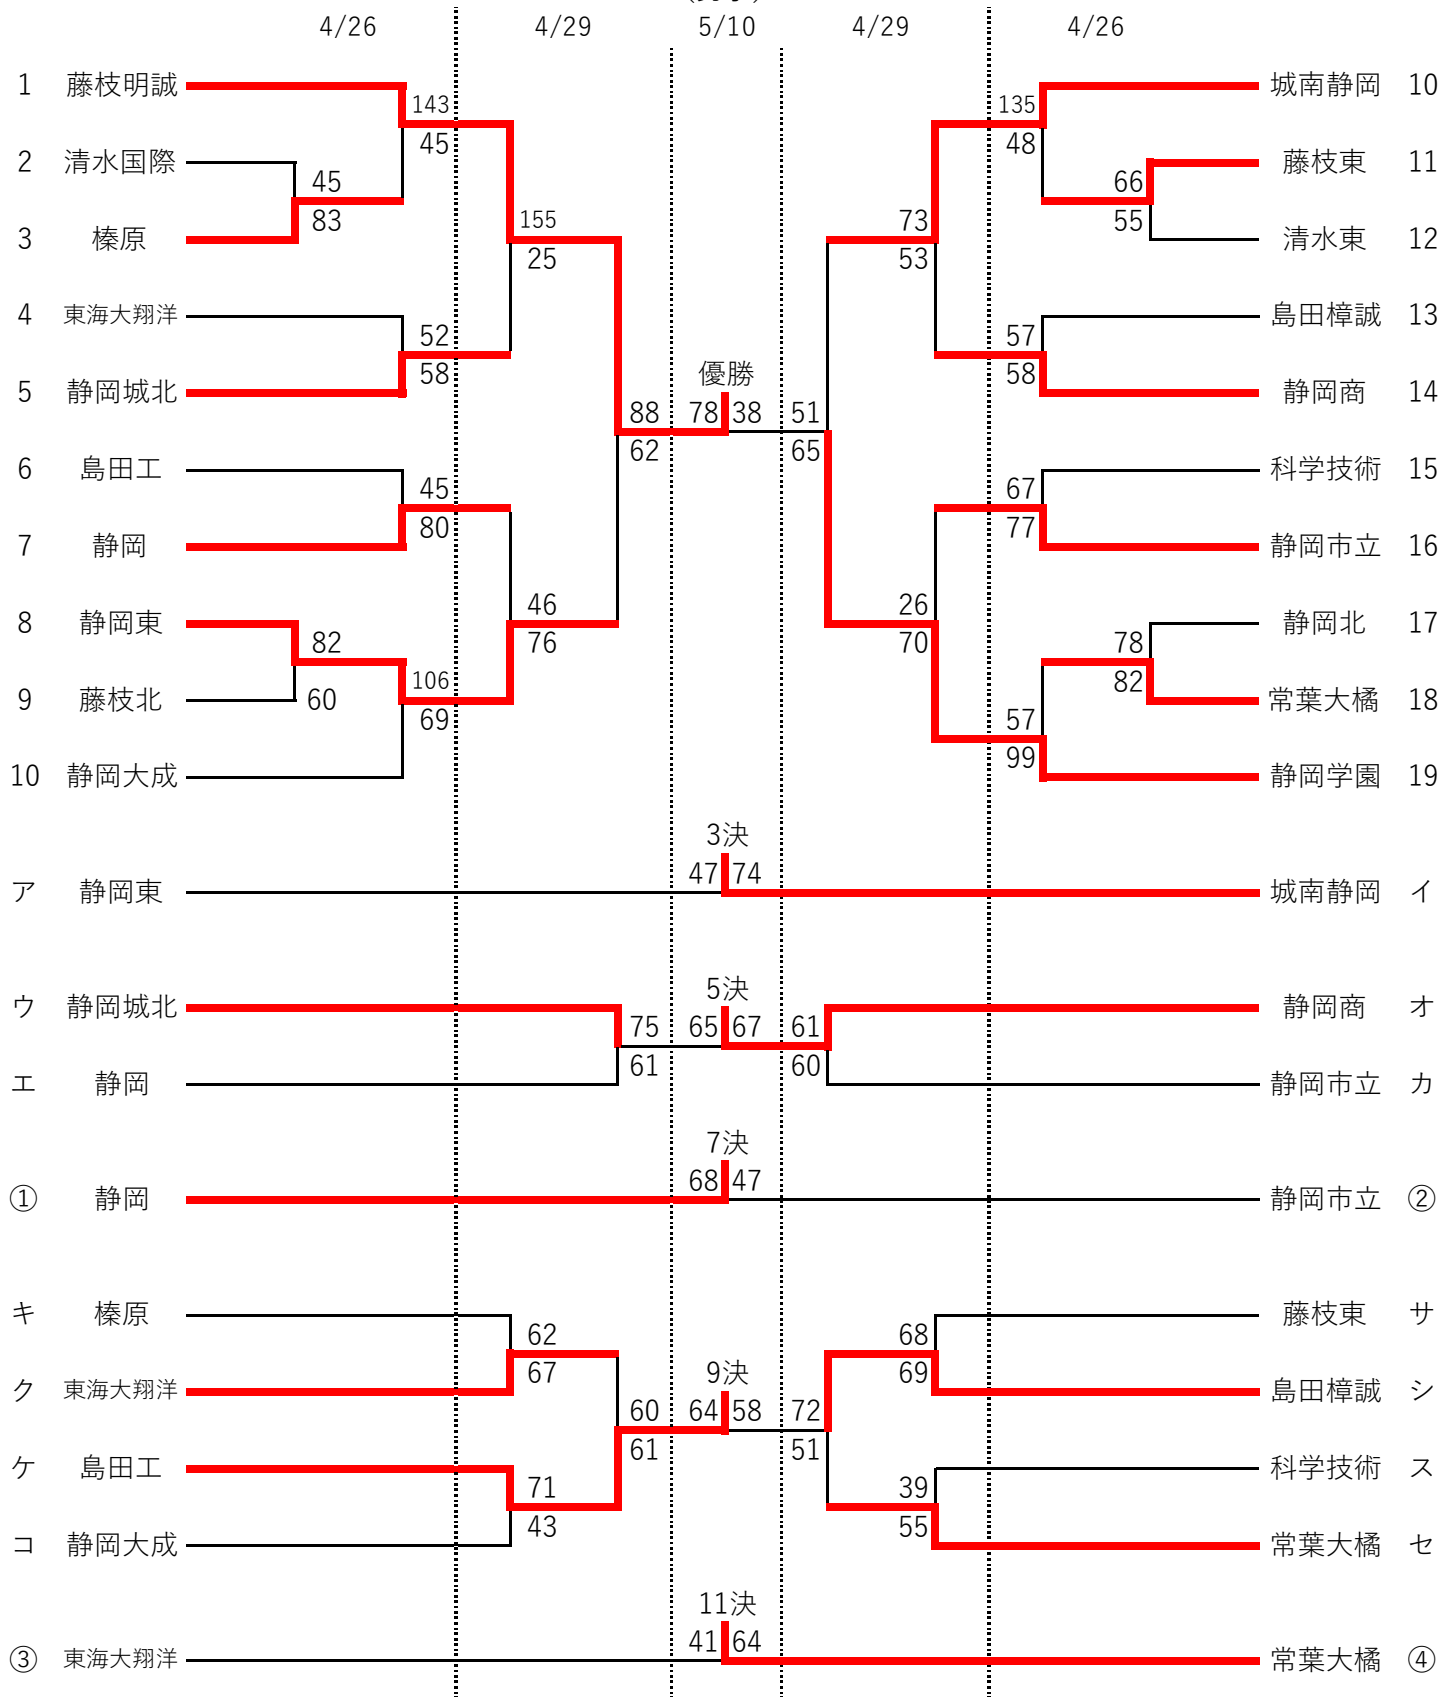 4/26 4/29 5/10 4/29 4/26
1 藤枝明誠 城南静岡 10
143 135
45 48
2 清水国際 藤枝東 11
45 66
83 55
3 榛原 清水東 12
155 73
25 53
4 東海大翔洋 島田樟誠 13
52 57
58 58
5 静岡城北 優勝 静岡商 14
88 78 38 51
62 65
6 島田工 科学技術 15
45 67
80 77
7 静岡 静岡市立 16
46 26
76 70
8 静岡東 静岡北 17
82 78
106 82
9 藤枝北 60 常葉大橘 18
69 57
99
10 静岡大成 静岡学園 19
3決
47 74
ア 静岡東 城南静岡 イ
5決
ウ 静岡城北 静岡商 オ
75 65 67 61
61 60
エ 静岡 静岡市立 カ
7決
68 47
① 静岡 静岡市立 ②
キ 榛原 藤枝東 サ
62 68
67 9決 69
ク 東海大翔洋 島田樟誠 シ
60 64 58 72
61 51
ケ 島田工 科学技術 ス
71 39
43 55
コ 静岡大成 常葉大橘 セ
11決
41 64
③ 東海大翔洋 常葉大橘 ④